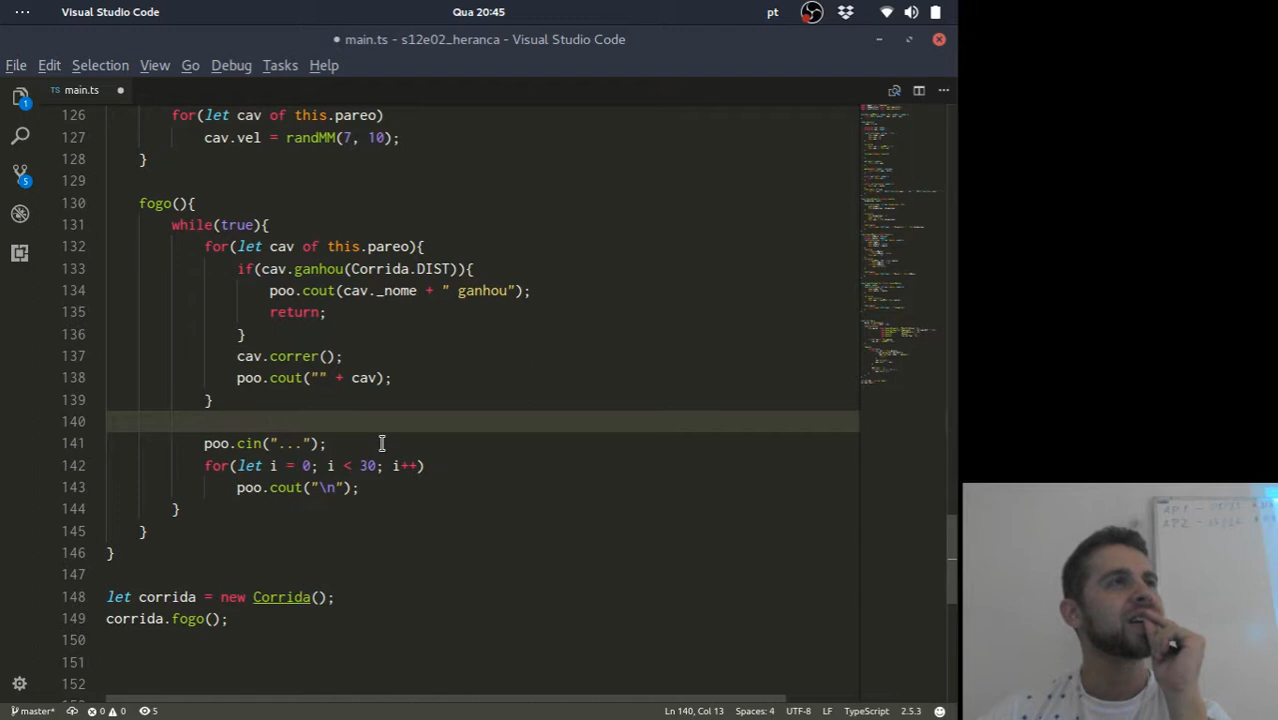 ··· Visual Studio Code Qua 20:45 pt
● main.ts - s12e02_heranca - Visual Studio Code
File Edit Selection View Go Debug Tasks Help
TS main.ts ●
126 for(let cav of this.pareo)
127 cav.vel = randMM(7, 10);
128 }
129
130 fogo(){
131 while(true){
132 for(let cav of this.pareo){
133 if(cav.ganhou(Corrida.DIST)){
134 poo.cout(cav._nome + " ganhou");
135 return;
136 }
137 cav.correr();
138 poo.cout("" + cav);
139 }
140
141 poo.cin("...");
142 for(let i = 0; i < 30; i++)
143 poo.cout("\n");
144 }
145 }
146 }
147
148 let corrida = new Corrida();
149 corrida.fogo();
150
151
152
1
5
master* 0 0 5 Ln 140, Col 13 Spaces: 4 UTF-8 LF TypeScript 2.5.3